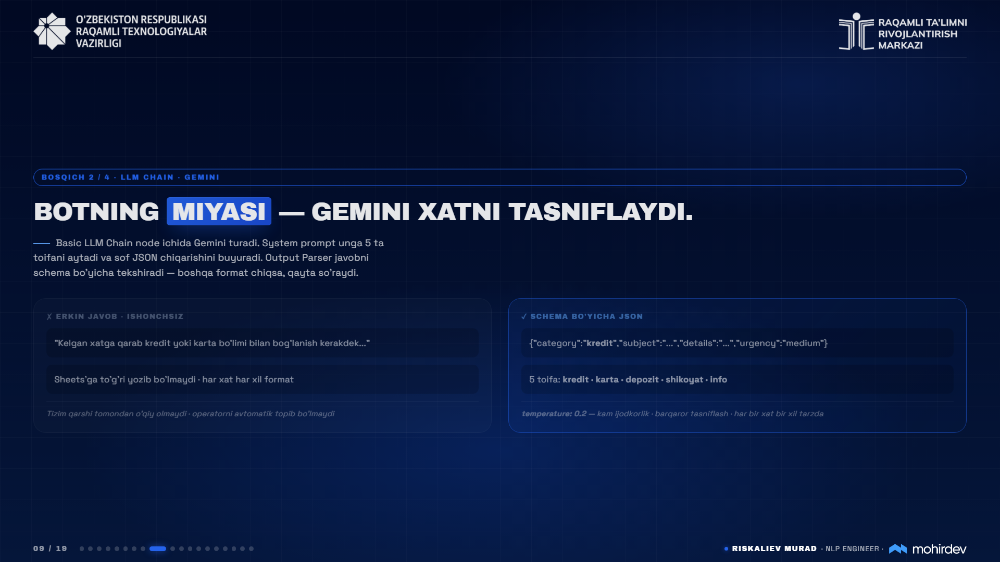 O'ZBEKISTON RESPUBLIKASI
RAQAMLI TEXNOLOGIYALAR
VAZIRLIGI
RAQAMLI TA'LIMNI
RIVOJLANTIRISH
MARKAZI
BOSQICH 2 / 4 · LLM CHAIN · GEMINI
BOTNING MIYASI — GEMINI XATNI TASNIFLAYDI.
Basic LLM Chain node ichida Gemini turadi. System prompt unga 5 ta
toifani aytadi va sof JSON chiqarishini buyuradi. Output Parser javobni
schema bo'yicha tekshiradi — boshqa format chiqsa, qayta so'raydi.
✗ ERKIN JAVOB · ISHONCHSIZ
"Kelgan xatga qarab kredit yoki karta bo'limi bilan bog'lanish kerakdek..."
Sheets'ga to'g'ri yozib bo'lmaydi · har xat har xil format
Tizim qarshi tomondan o'qiy olmaydi · operatorni avtomatik topib bo'lmaydi
✓ SCHEMA BO'YICHA JSON
{"category":"kredit","subject":"...","details":"...","urgency":"medium"}
5 toifa: kredit · karta · depozit · shikoyat · info
temperature: 0.2 — kam ijodkorlik · barqaror tasniflash · har bir xat bir xil tarzda
09 / 19
RISKALIEV MURAD · NLP ENGINEER · mohirdev